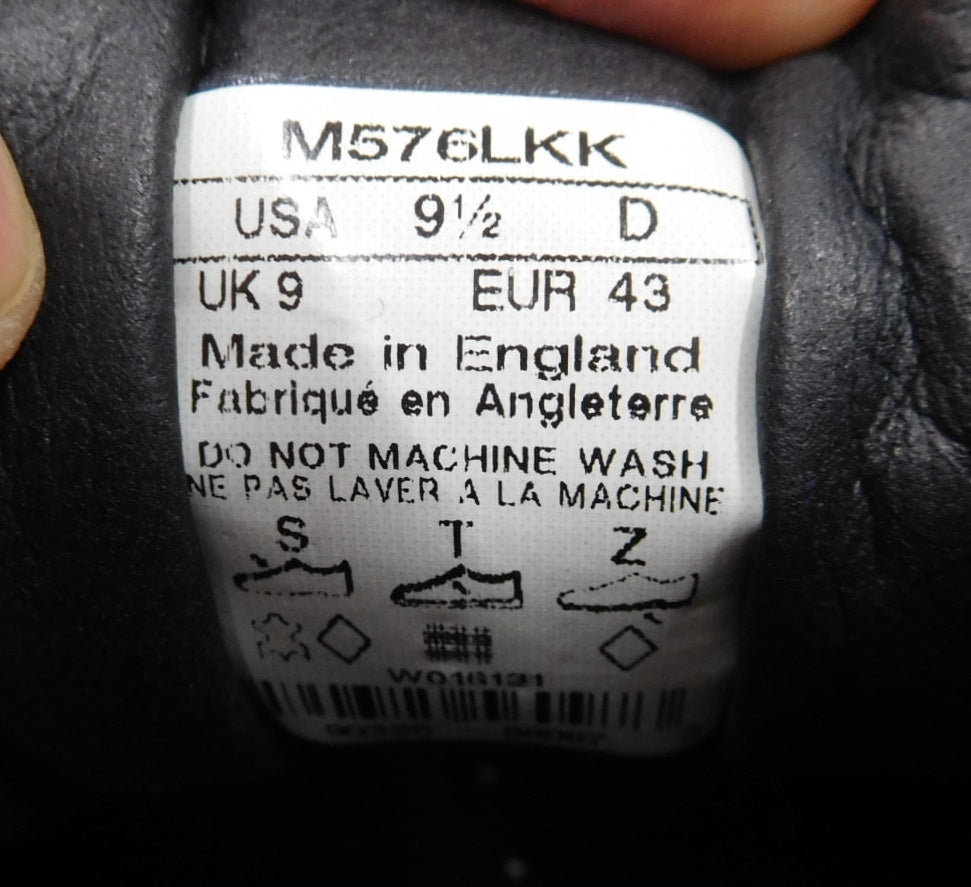 M576LKK
USA 9½ D
UK 9 EUR 43
Made in England
Fabriqué en Angleterre
DO NOT MACHINE WASH
NE PAS LAVER A LA MACHINE
S T Z
W016131